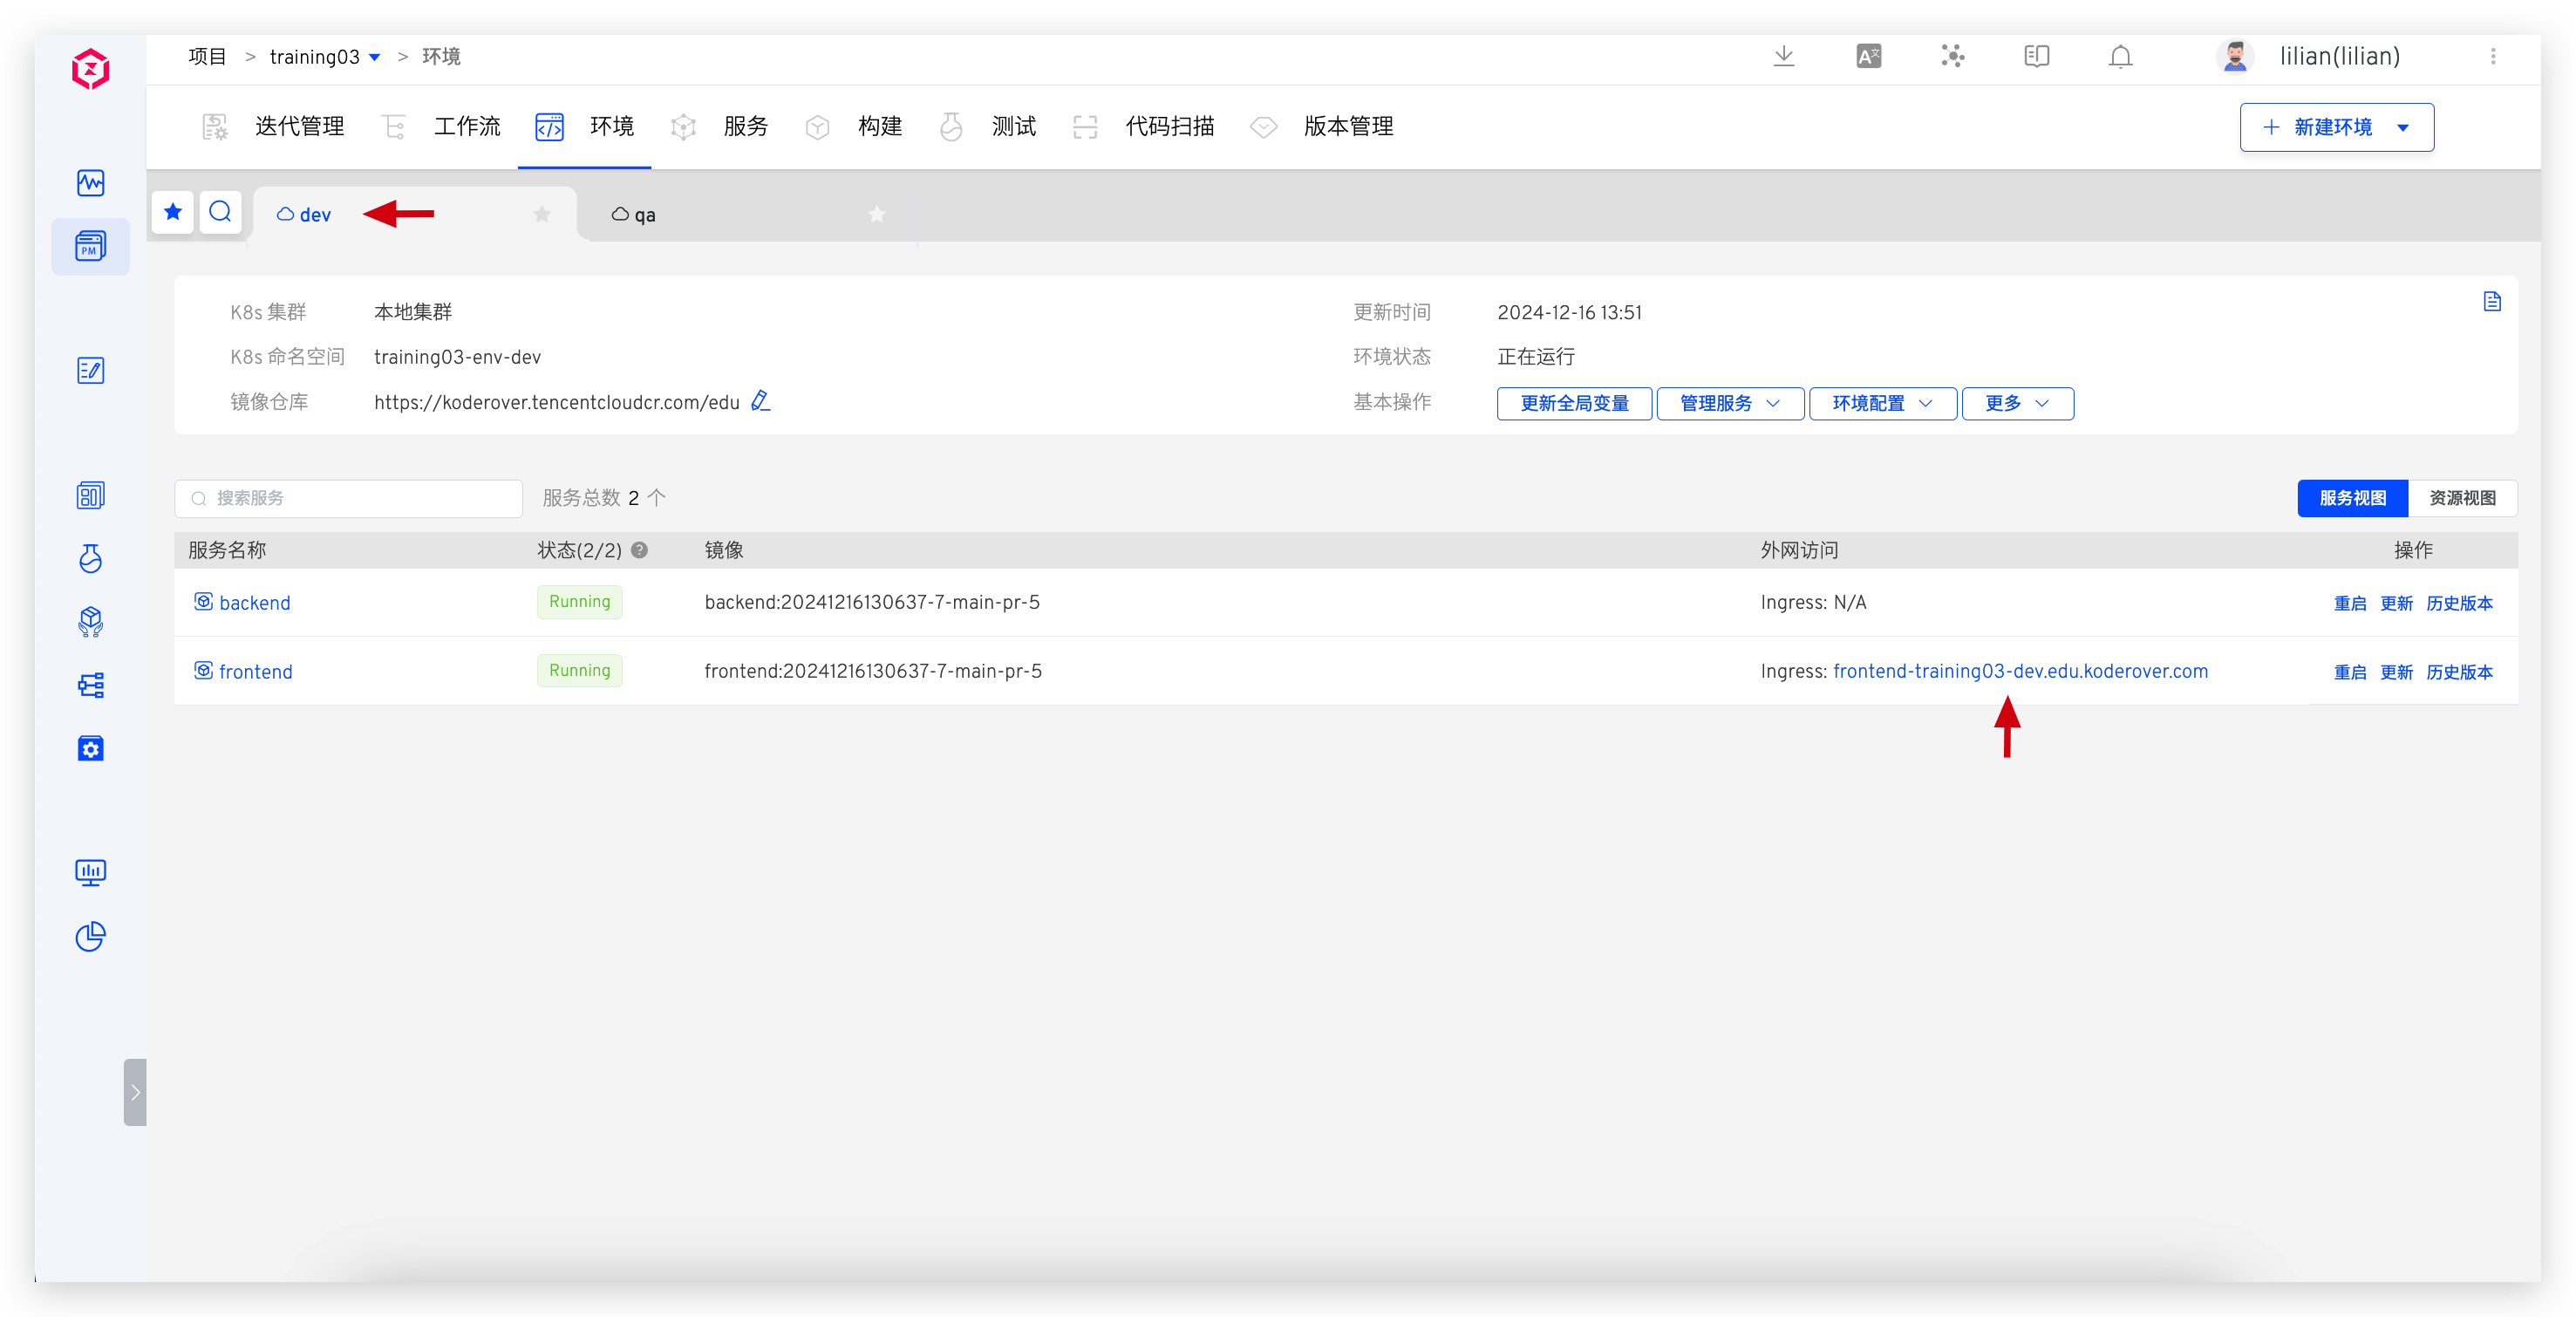 项目 > training03 > 环境
lilian(lilian)
迭代管理 工作流 环境 服务 构建 测试 代码扫描 版本管理
+ 新建环境
PM
dev
qa
K8s 集群 本地集群 更新时间 2024-12-16 13:51
K8s 命名空间 training03-env-dev 环境状态 正在运行
镜像仓库 https://koderover.tencentcloudcr.com/edu 基本操作 更新全局变量 管理服务 环境配置 更多
搜索服务 服务总数 2 个 服务视图 资源视图
服务名称 状态(2/2) 镜像 外网访问 操作
backend Running backend:20241216130637-7-main-pr-5 Ingress: N/A 重启 更新 历史版本
frontend Running frontend:20241216130637-7-main-pr-5 Ingress: frontend-training03-dev.edu.koderover.com 重启 更新 历史版本